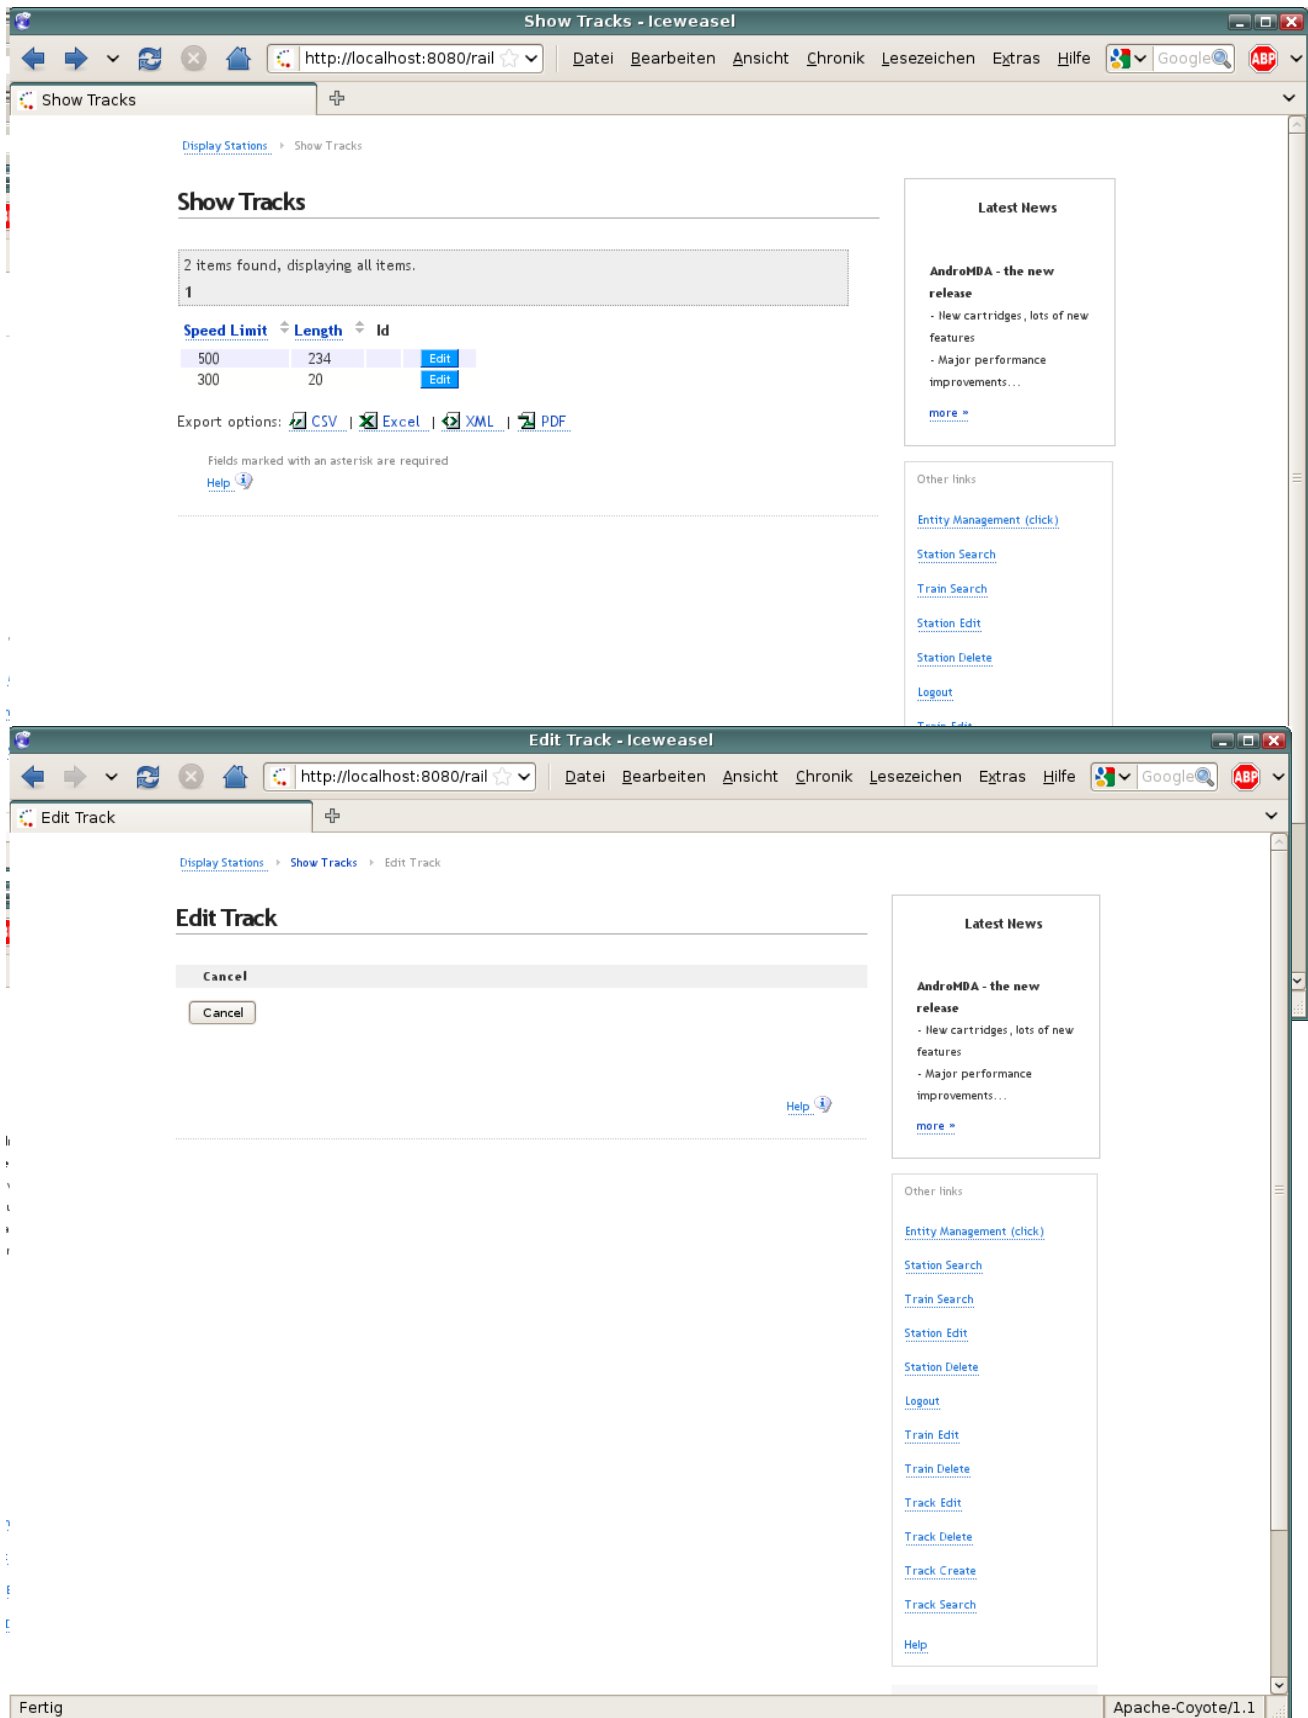 Show Tracks - Iceweasel
http://localhost:8080/rail Datei Bearbeiten Ansicht Chronik Lesezeichen Extras Hilfe Google ABP
Show Tracks
Display Stations Show Tracks
Show Tracks
2 items found, displaying all items.
1
Speed Limit Length Id
500 234 Edit
300 20 Edit
Export options: CSV | Excel | XML | PDF
Fields marked with an asterisk are required
Help
Latest News
AndroMDA - the new
release
- New cartridges, lots of new
features
- Major performance
improvements...
more »
Other links
Entity Management (click)
Station Search
Train Search
Station Edit
Station Delete
Logout
Train Edit
Edit Track - Iceweasel
http://localhost:8080/rail Datei Bearbeiten Ansicht Chronik Lesezeichen Extras Hilfe Google ABP
Edit Track
Display Stations Show Tracks Edit Track
Edit Track
Cancel
Cancel
Help
Latest News
AndroMDA - the new
release
- New cartridges, lots of new
features
- Major performance
improvements...
more »
Other links
Entity Management (click)
Station Search
Train Search
Station Edit
Station Delete
Logout
Train Edit
Train Delete
Track Edit
Track Delete
Track Create
Track Search
Help
Fertig Apache-Coyote/1.1